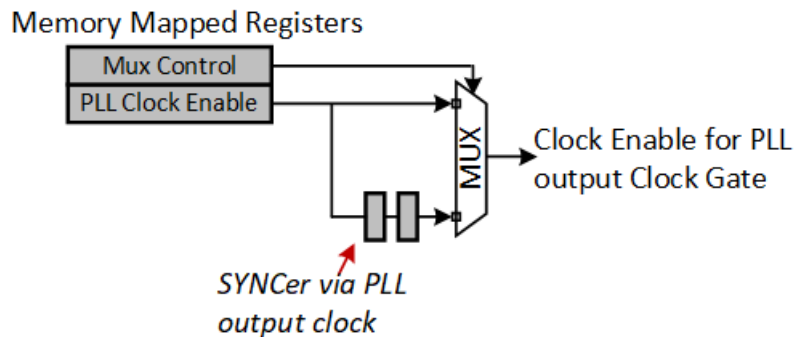 Memory Mapped Registers
Mux Control
PLL Clock Enable
MUX
Clock Enable for PLL
output Clock Gate
SYNCer via PLL
output clock